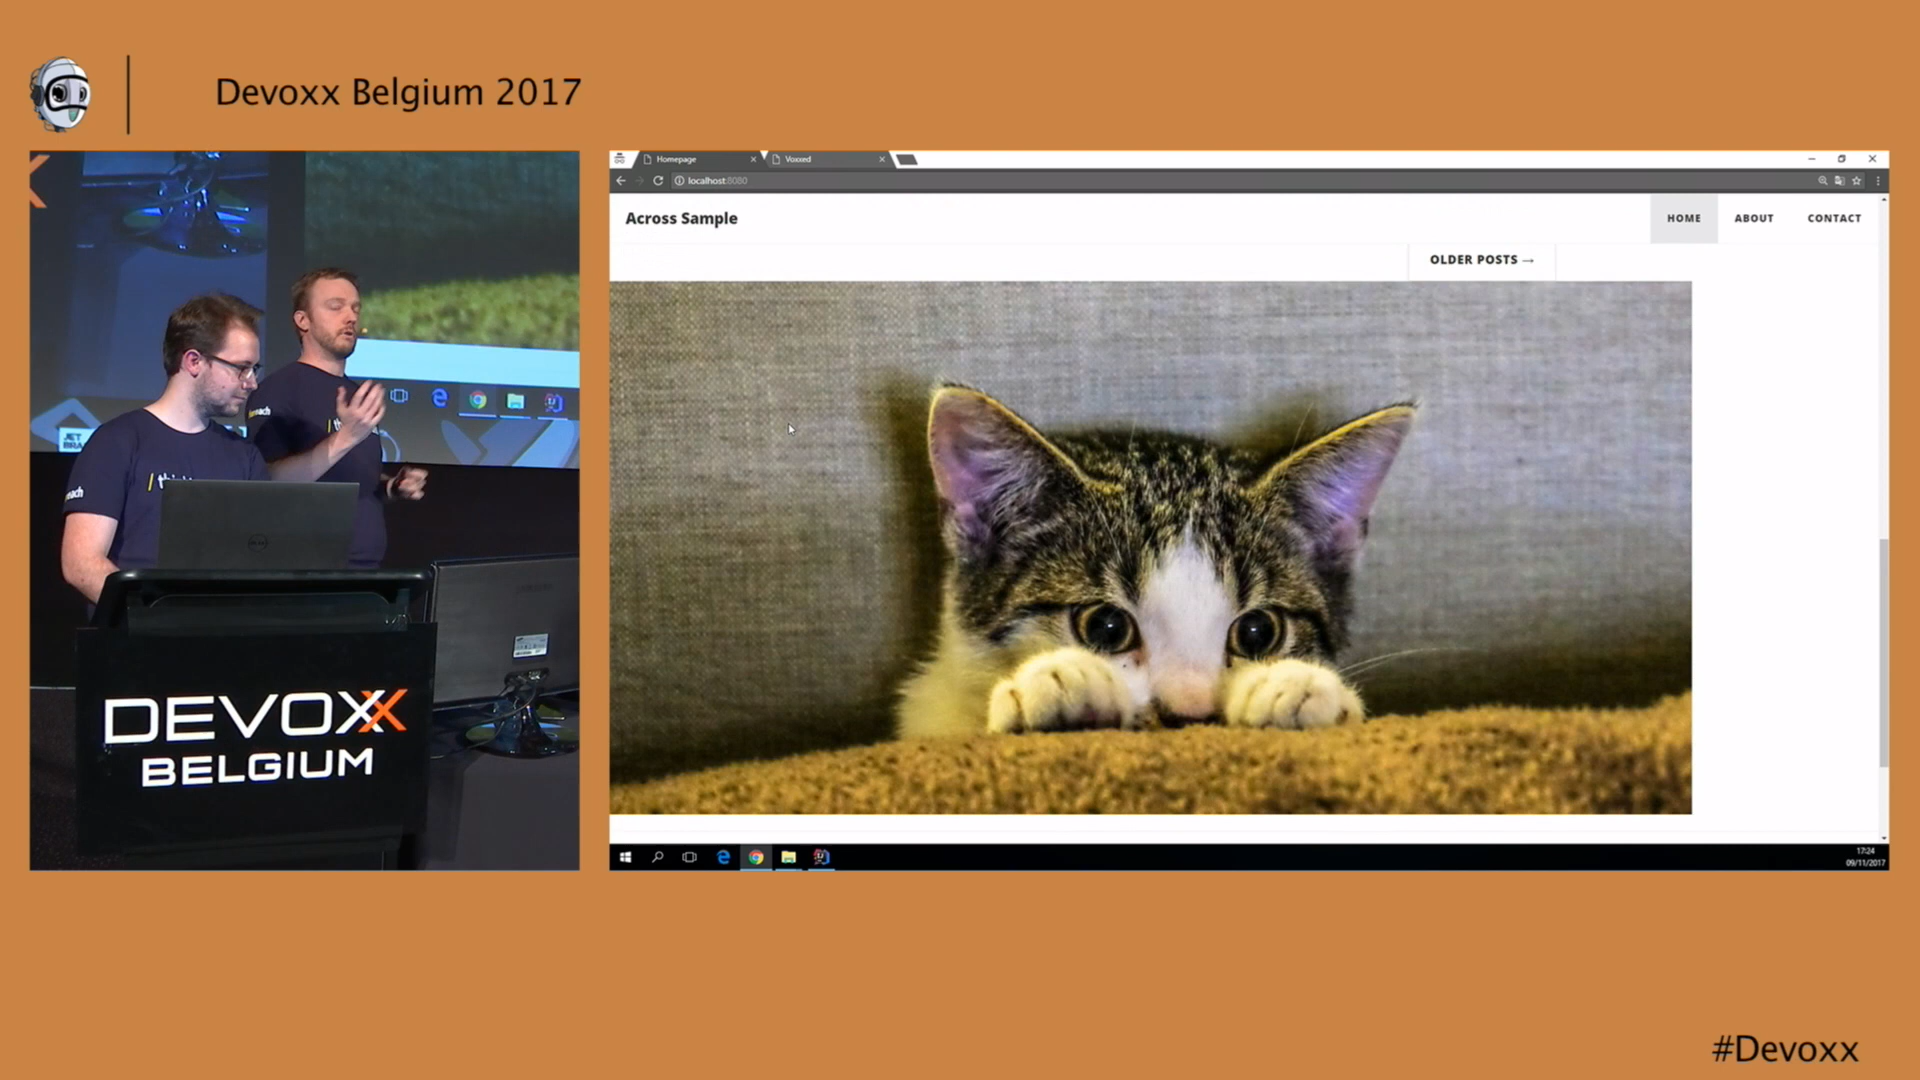 Devoxx Belgium 2017
JET
DEVOXX
BELGIUM
Homepage
Voxxed
localhost:8080
Across Sample
HOME
ABOUT
CONTACT
OLDER POSTS →
17:24
09/11/2017
#Devoxx